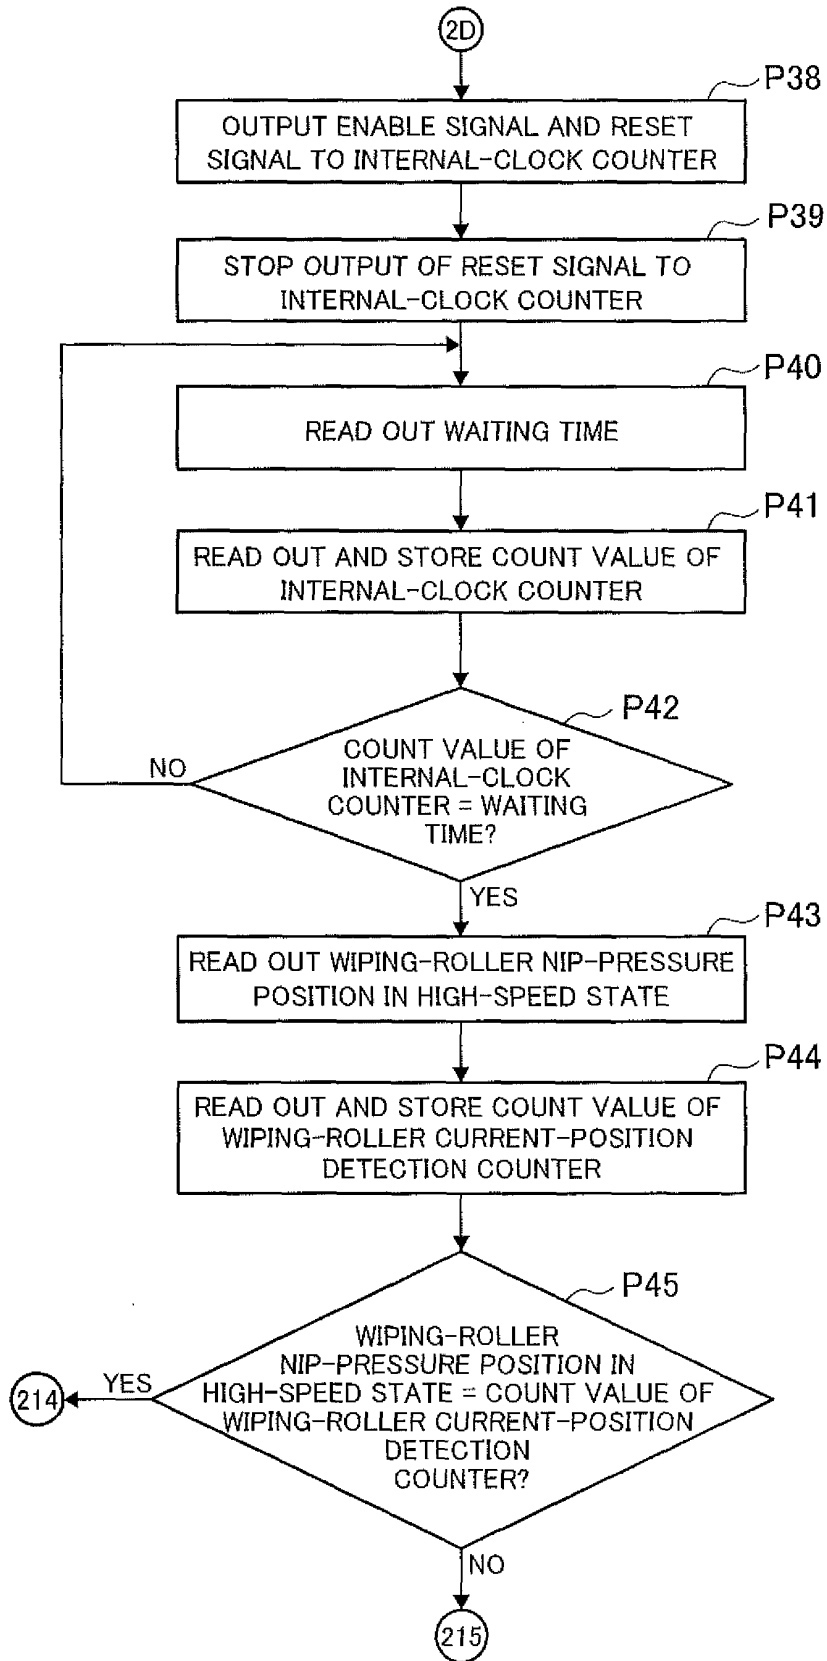 2D
P38
OUTPUT ENABLE SIGNAL AND RESET
SIGNAL TO INTERNAL-CLOCK COUNTER
P39
STOP OUTPUT OF RESET SIGNAL TO
INTERNAL-CLOCK COUNTER
P40
READ OUT WAITING TIME
P41
READ OUT AND STORE COUNT VALUE OF
INTERNAL-CLOCK COUNTER
P42
COUNT VALUE OF
INTERNAL-CLOCK
COUNTER = WAITING
TIME?
NO
YES
P43
READ OUT WIPING-ROLLER NIP-PRESSURE
POSITION IN HIGH-SPEED STATE
P44
READ OUT AND STORE COUNT VALUE OF
WIPING-ROLLER CURRENT-POSITION
DETECTION COUNTER
P45
WIPING-ROLLER
NIP-PRESSURE POSITION IN
HIGH-SPEED STATE = COUNT VALUE OF
WIPING-ROLLER CURRENT-POSITION
DETECTION
COUNTER?
YES
214
NO
215